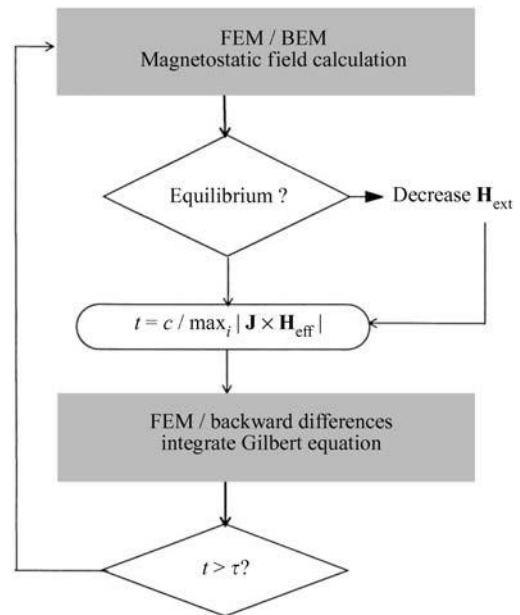 FEM / BEM
Magnetostatic field calculation
Equilibrium ?
Decrease H_ext
t = c / max_i | J × H_eff |
FEM / backward differences
integrate Gilbert equation
t > τ?